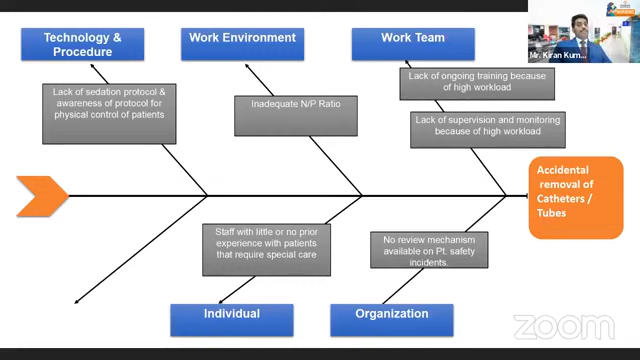 Technology &
Procedure
Work Environment
Work Team
Mr. Kiran Kum...
Lack of sedation protocol &
awareness of protocol for
physical control of patients
Inadequate N/P Ratio
Lack of ongoing training because
of high workload
Lack of supervision and monitoring
because of high workload
Accidental
removal of
Catheters /
Tubes
Staff with little or no prior
experience with patients
that require special care
No review mechanism
available on Pt. safety
incidents.
Individual
Organization
zoom